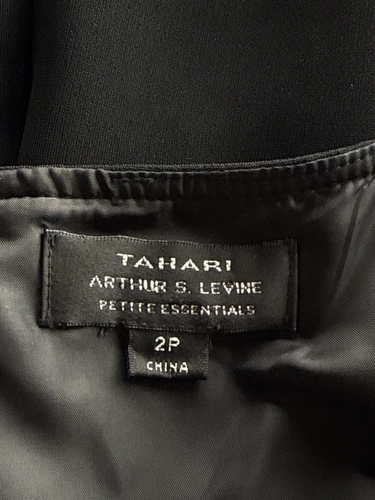 TAHARI
ARTHUR S. LEVINE
PETITE ESSENTIALS
2P
CHINA